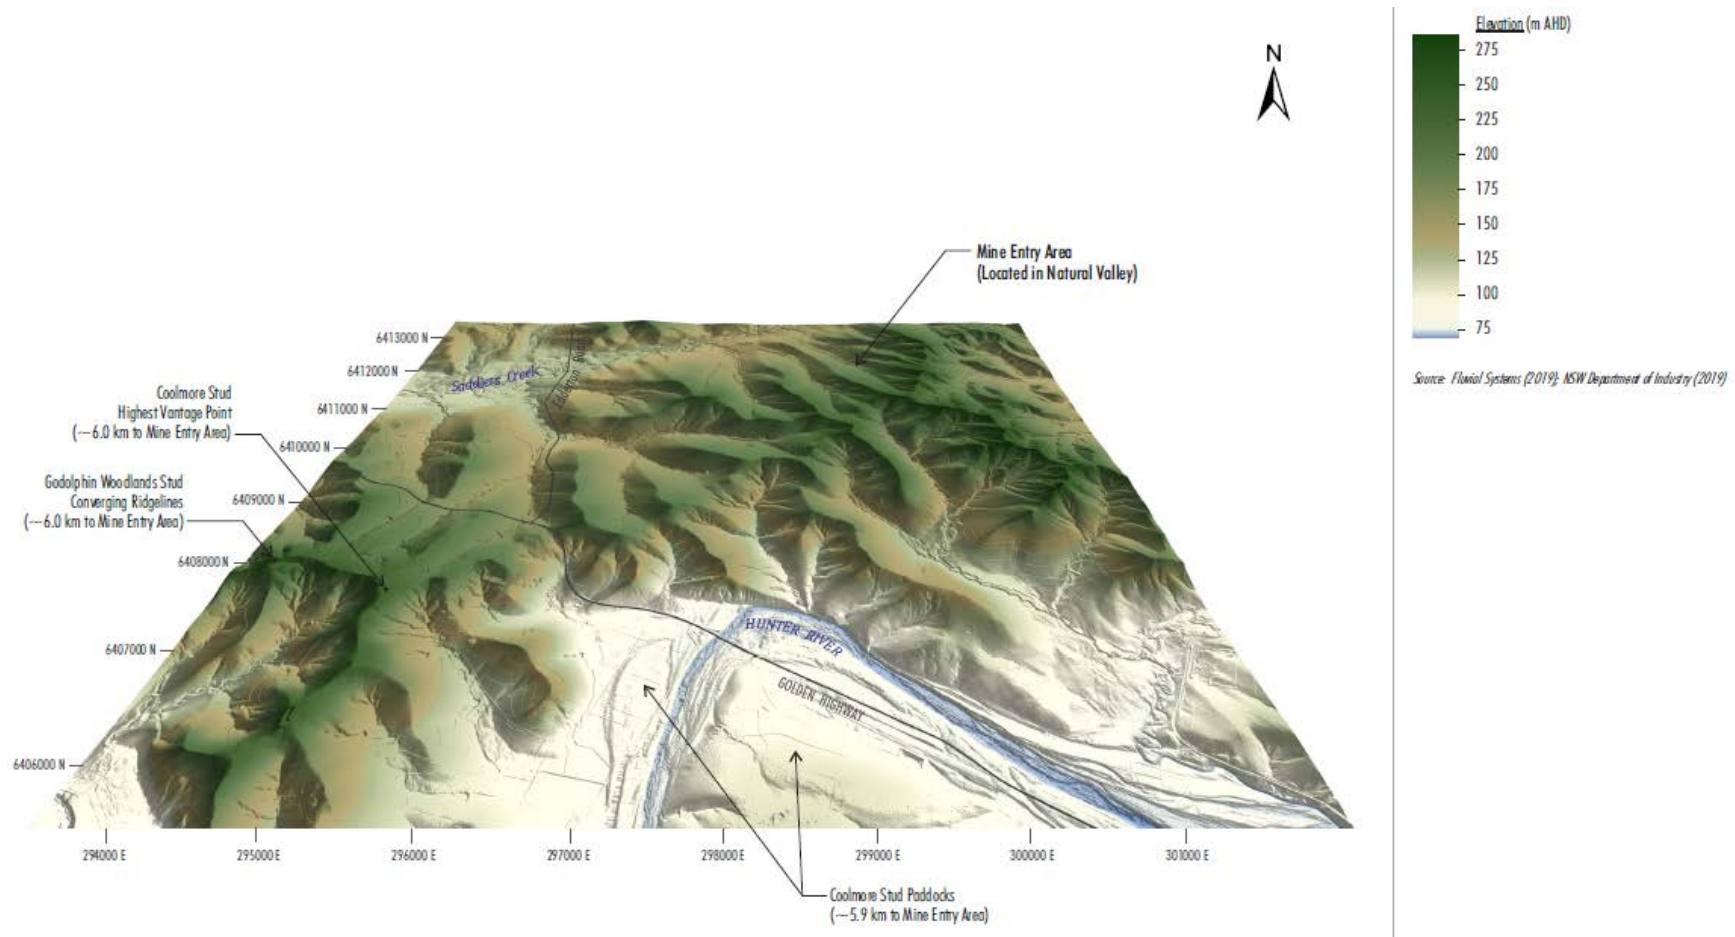 N
Elevation (m AHD)
275
250
225
200
175
150
125
100
75
Source: Fluvial Systems (2019); NSW Department of Industry (2019)
Mine Entry Area
(Located in Natural Valley)
6413000 N
6412000 N
6411000 N
6410000 N
6409000 N
6408000 N
6407000 N
6406000 N
Saddlers Creek
Coolmore Stud
Highest Vantage Point
(~6.0 km to Mine Entry Area)
Godolphin Woodlands Stud
Converging Ridgelines
(~6.0 km to Mine Entry Area)
HUNTER RIVER
GOLDEN HIGHWAY
294000 E
295000 E
296000 E
297000 E
298000 E
299000 E
300000 E
301000 E
Coolmore Stud Paddocks
(~5.9 km to Mine Entry Area)